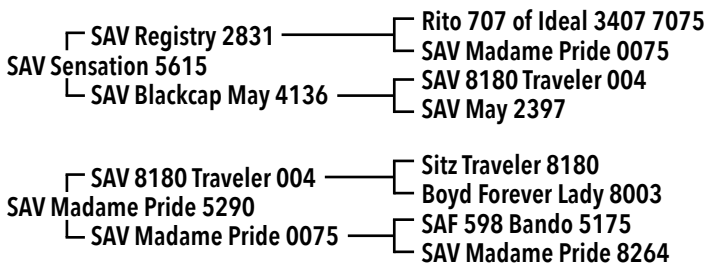 Rito 707 of Ideal 3407 7075
SAV Registry 2831
SAV Madame Pride 0075
SAV Sensation 5615
SAV 8180 Traveler 004
SAV Blackcap May 4136
SAV May 2397
Sitz Traveler 8180
SAV 8180 Traveler 004
Boyd Forever Lady 8003
SAV Madame Pride 5290
SAF 598 Bando 5175
SAV Madame Pride 0075
SAV Madame Pride 8264